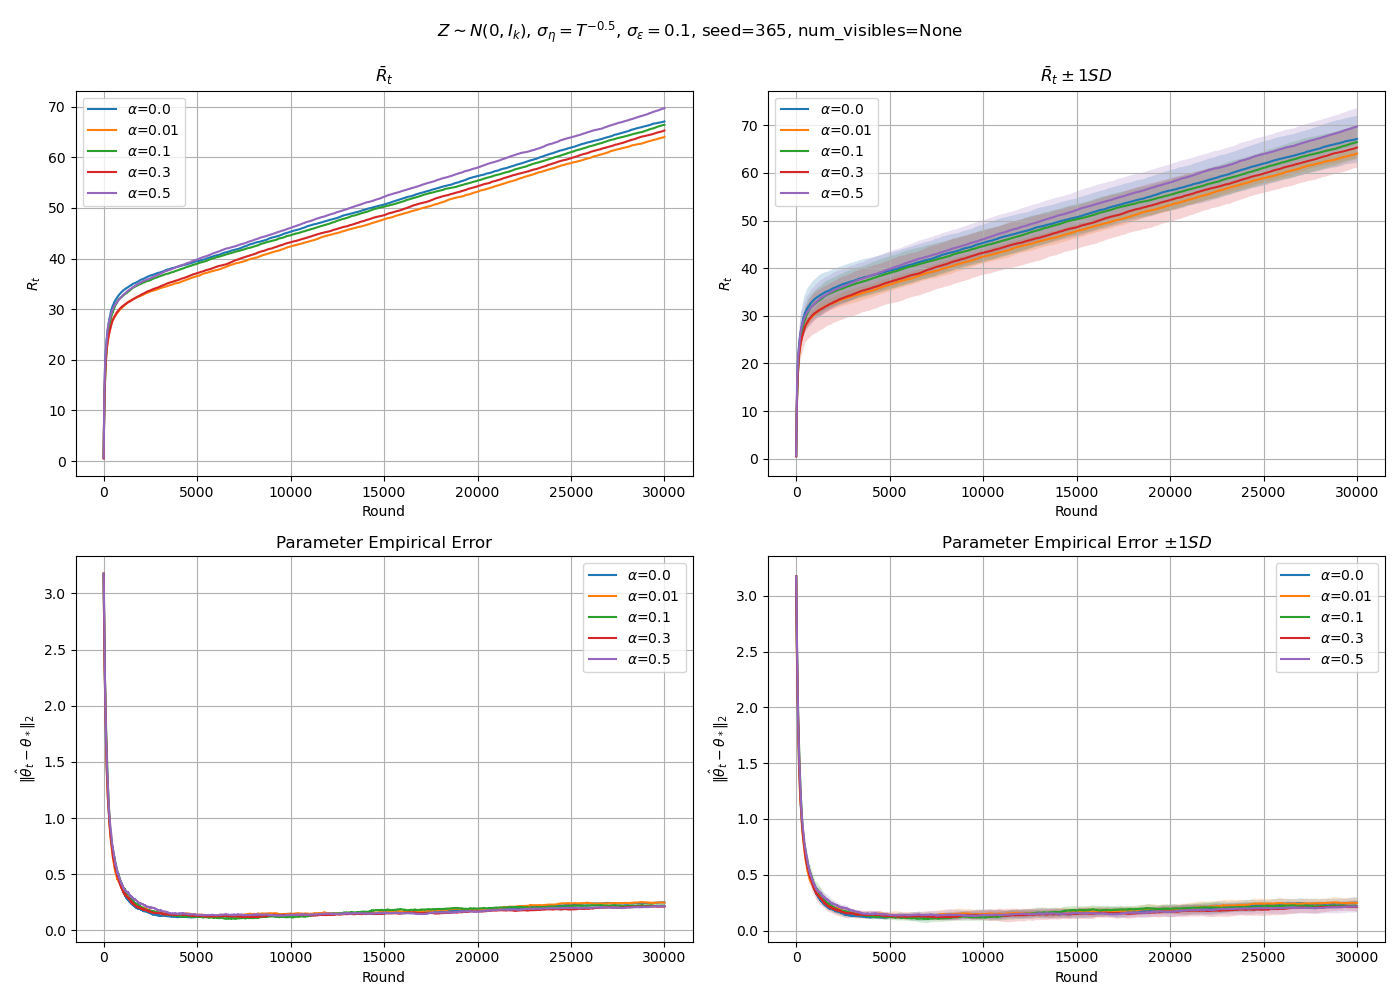 Z ∼ N(0, I_k), σ_η = T^{−0.5}, σ_ε = 0.1, seed=365, num_visibles=None
R̄_t
R_t
70
60
50
40
30
20
10
0
α=0.0
α=0.01
α=0.1
α=0.3
α=0.5
0 5000 10000 15000 20000 25000 30000
Round
R̄_t ± 1SD
R_t
70
60
50
40
30
20
10
0
α=0.0
α=0.01
α=0.1
α=0.3
α=0.5
0 5000 10000 15000 20000 25000 30000
Round
Parameter Empirical Error
‖θ̂_t − θ_*‖_2
3.0
2.5
2.0
1.5
1.0
0.5
0.0
α=0.0
α=0.01
α=0.1
α=0.3
α=0.5
0 5000 10000 15000 20000 25000 30000
Round
Parameter Empirical Error ±1SD
‖θ̂_t − θ_*‖_2
3.0
2.5
2.0
1.5
1.0
0.5
0.0
α=0.0
α=0.01
α=0.1
α=0.3
α=0.5
0 5000 10000 15000 20000 25000 30000
Round